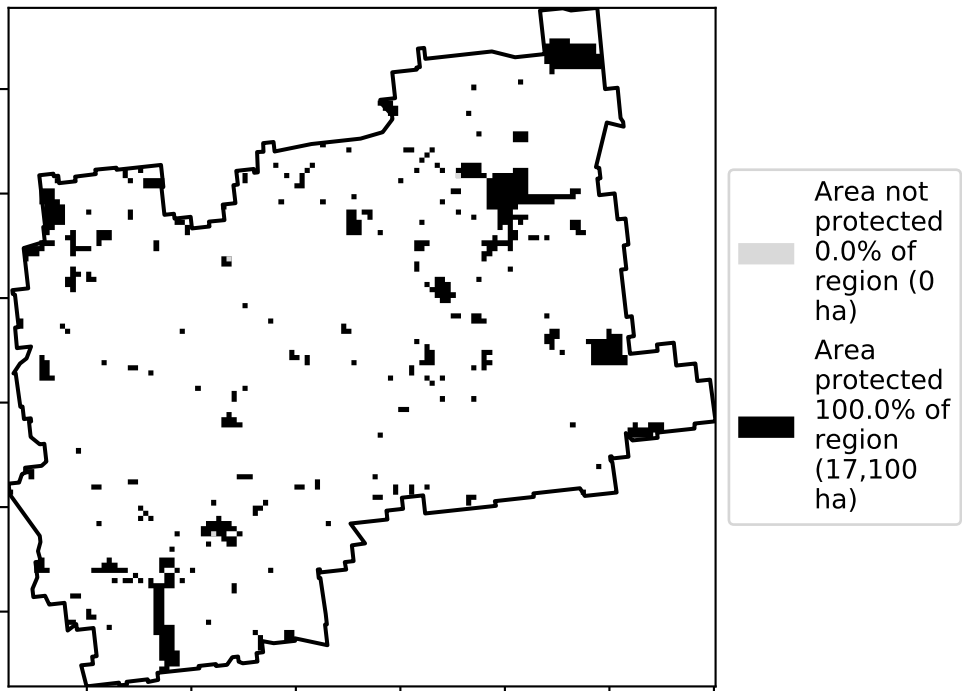 Area not
protected
0.0% of
region (0
ha)
Area
protected
100.0% of
region
(17,100
ha)